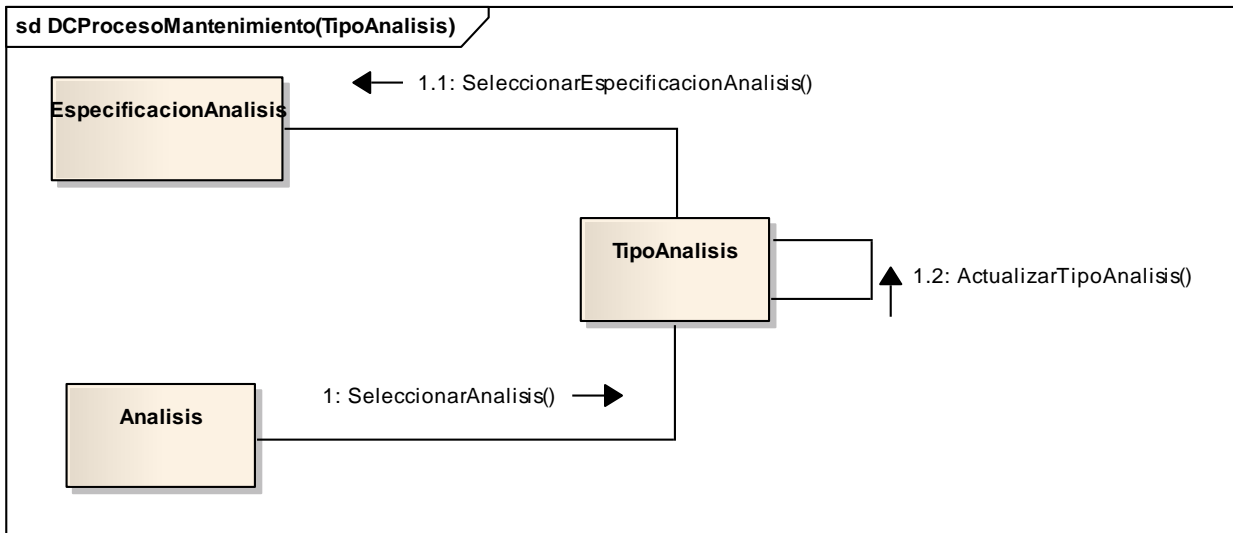 sd DCProcesoMantenimiento(TipoAnalisis)
EspecificacionAnalisis
1.1: SeleccionarEspecificacionAnalisis()
TipoAnalisis
1.2: ActualizarTipoAnalisis()
1: SeleccionarAnalisis()
Analisis